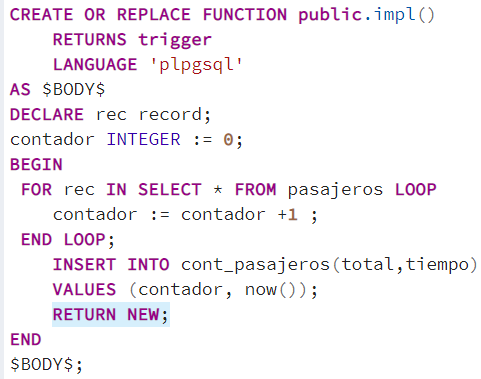 CREATE OR REPLACE FUNCTION public.impl()
    RETURNS trigger
    LANGUAGE 'plpgsql'
AS $BODY$
DECLARE rec record;
contador INTEGER := 0;
BEGIN
 FOR rec IN SELECT * FROM pasajeros LOOP
    contador := contador +1 ;
 END LOOP;
    INSERT INTO cont_pasajeros(total,tiempo)
    VALUES (contador, now());
    RETURN NEW;
END
$BODY$;